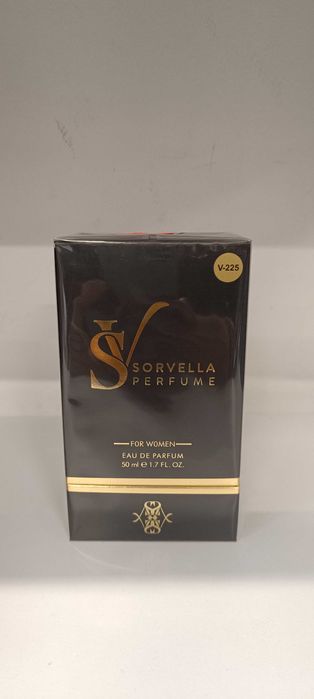 V-225
SV
SORVELLA
PERFUME
FOR WOMEN
EAU DE PARFUM
50 ml ℮ 1.7 FL. OZ.